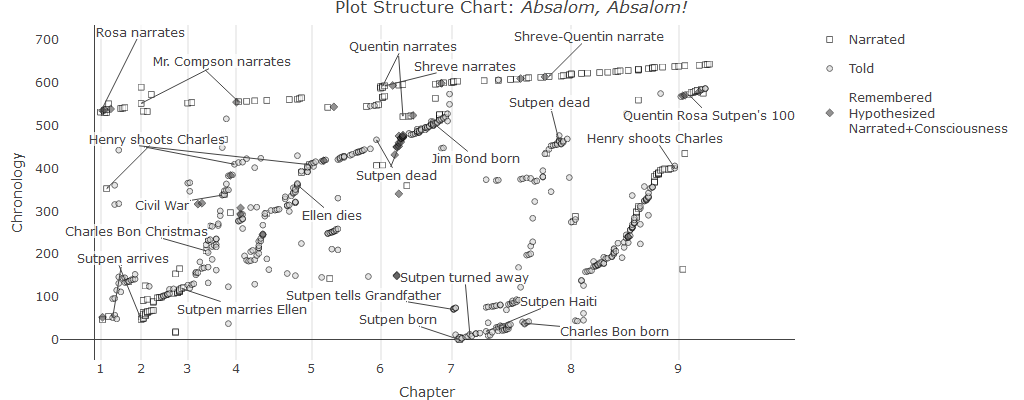 Plot Structure Chart: Absalom, Absalom!
700
600
500
400
300
200
100
0
Chronology
1
2
3
4
5
6
7
8
9
Chapter
Rosa narrates
Mr. Compson narrates
Quentin narrates
Shreve narrates
Shreve-Quentin narrate
Henry shoots Charles
Civil War
Charles Bon Christmas
Sutpen arrives
Sutpen marries Ellen
Ellen dies
Sutpen dead
Jim Bond born
Sutpen dead
Henry shoots Charles
Quentin Rosa Sutpen's 100
Sutpen turned away
Sutpen tells Grandfather
Sutpen born
Sutpen Haiti
Charles Bon born
Narrated
Told
Remembered
Hypothesized
Narrated+Consciousness